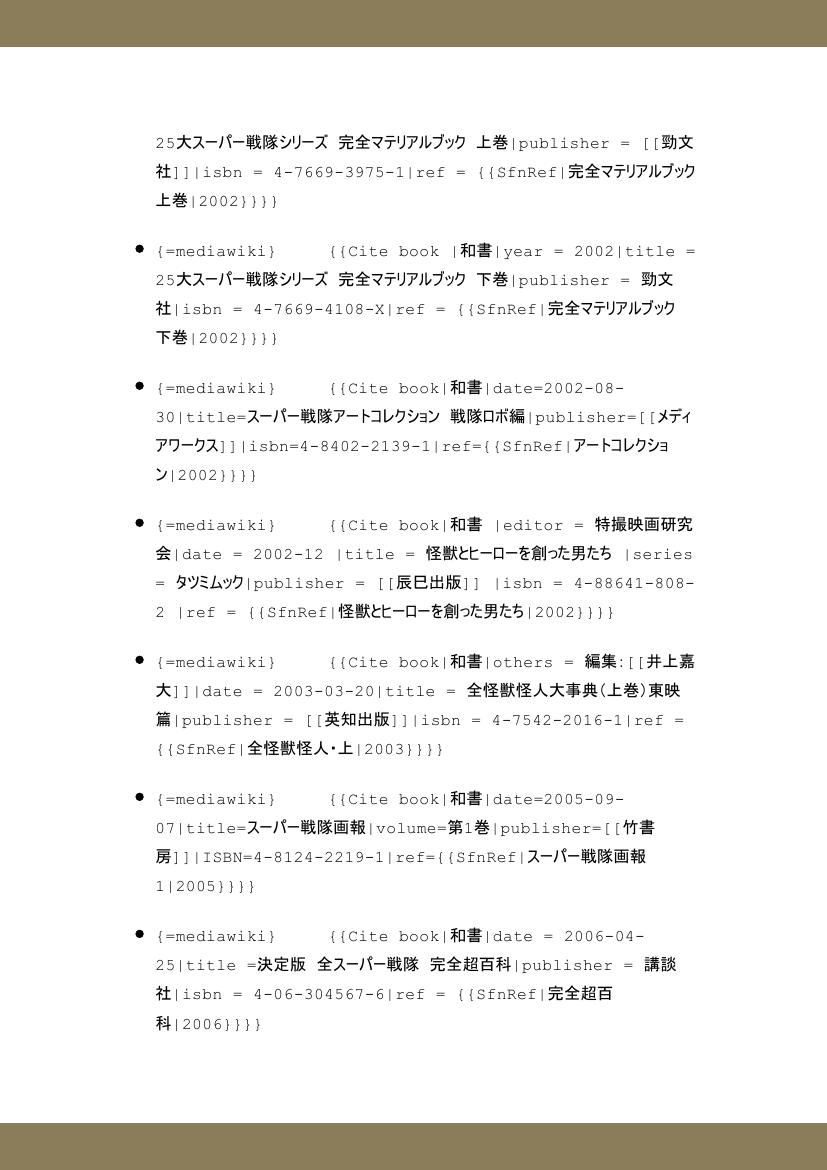 25大スーパー戦隊シリーズ 完全マテリアルブック 上巻|publisher = [[勁文
社]]|isbn = 4-7669-3975-1|ref = {{SfnRef|完全マテリアルブック
上巻|2002}}}}
● {=mediawiki} {{Cite book |和書|year = 2002|title =
25大スーパー戦隊シリーズ 完全マテリアルブック 下巻|publisher = 勁文
社|isbn = 4-7669-4108-X|ref = {{SfnRef|完全マテリアルブック
下巻|2002}}}}
● {=mediawiki} {{Cite book|和書|date=2002-08-
30|title=スーパー戦隊アートコレクション 戦隊ロボ編|publisher=[[メディ
アワークス]]|isbn=4-8402-2139-1|ref={{SfnRef|アートコレクショ
ン|2002}}}}
● {=mediawiki} {{Cite book|和書 |editor = 特撮映画研究
会|date = 2002-12 |title = 怪獣とヒーローを創った男たち |series
= タツミムック|publisher = [[辰巳出版]] |isbn = 4-88641-808-
2 |ref = {{SfnRef|怪獣とヒーローを創った男たち|2002}}}}
● {=mediawiki} {{Cite book|和書|others = 編集:[[井上嘉
大]]|date = 2003-03-20|title = 全怪獣怪人大事典(上巻)東映
篇|publisher = [[英知出版]]|isbn = 4-7542-2016-1|ref =
{{SfnRef|全怪獣怪人・上|2003}}}}
● {=mediawiki} {{Cite book|和書|date=2005-09-
07|title=スーパー戦隊画報|volume=第1巻|publisher=[[竹書
房]]|ISBN=4-8124-2219-1|ref={{SfnRef|スーパー戦隊画報
1|2005}}}}
● {=mediawiki} {{Cite book|和書|date = 2006-04-
25|title =決定版 全スーパー戦隊 完全超百科|publisher = 講談
社|isbn = 4-06-304567-6|ref = {{SfnRef|完全超百
科|2006}}}}